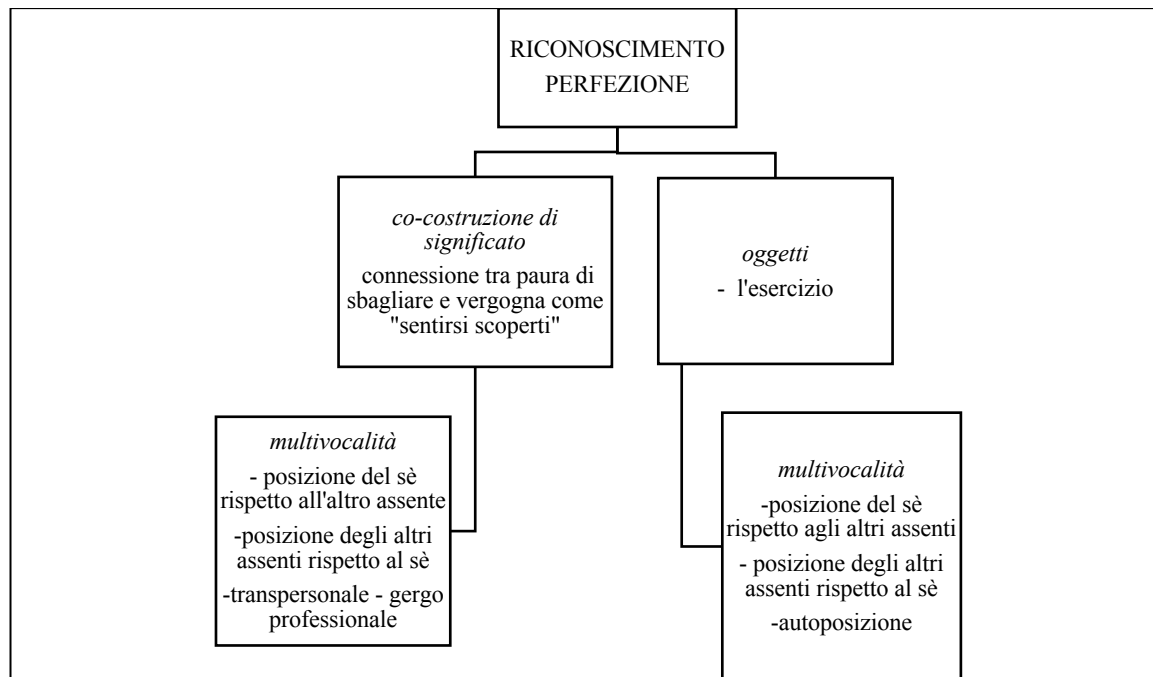 RICONOSCIMENTO
PERFEZIONE
co-costruzione di
significato
connessione tra paura di
sbagliare e vergogna come
"sentirsi scoperti"
oggetti
- l'esercizio
multivocalità
- posizione del sè
rispetto all'altro assente
-posizione degli altri
assenti rispetto al sè
-transpersonale - gergo
professionale
multivocalità
-posizione del sè
rispetto agli altri assenti
- posizione degli altri
assenti rispetto al sè
-autoposizione